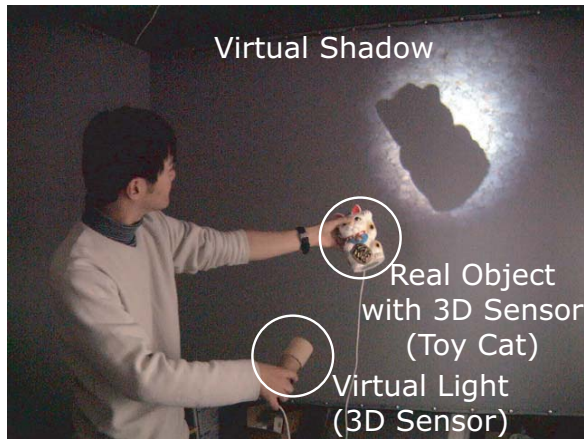 Virtual Shadow
Real Object
with 3D Sensor
(Toy Cat)
Virtual Light
(3D Sensor)